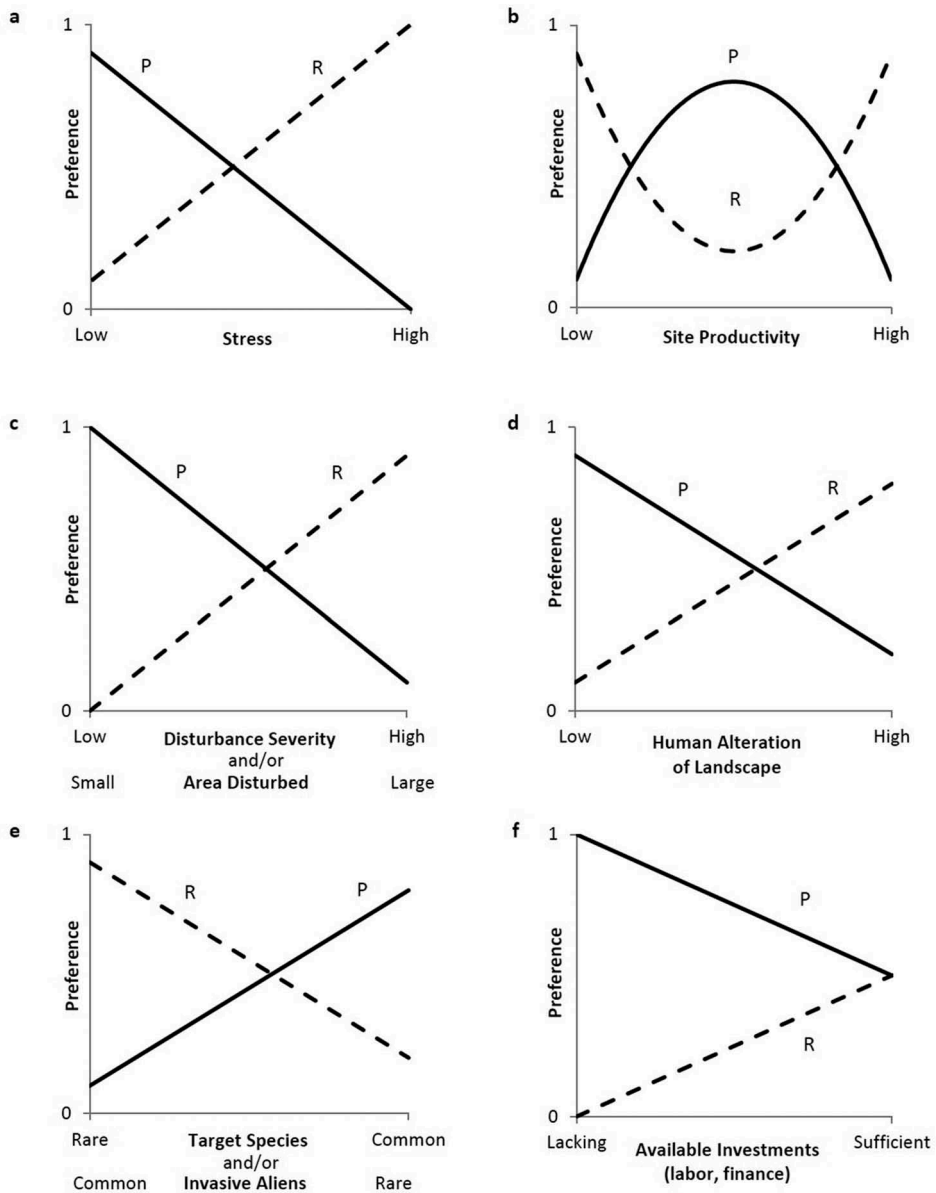 a
1
P
R
Preference
0
Low
Stress
High
b
1
P
R
Preference
0
Low
Site Productivity
High
c
1
P
R
Preference
0
Low
Disturbance Severity
High
and/or
Small
Area Disturbed
Large
d
1
P
R
Preference
0
Low
Human Alteration
High
of Landscape
e
1
R
P
Preference
0
Rare
Target Species
Common
and/or
Common
Invasive Aliens
Rare
f
1
P
R
Preference
0
Lacking
Available Investments
Sufficient
(labor, finance)